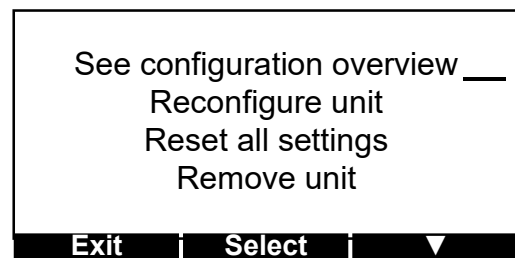 See configuration overview
Reconfigure unit
Reset all settings
Remove unit
Exit Select ▼